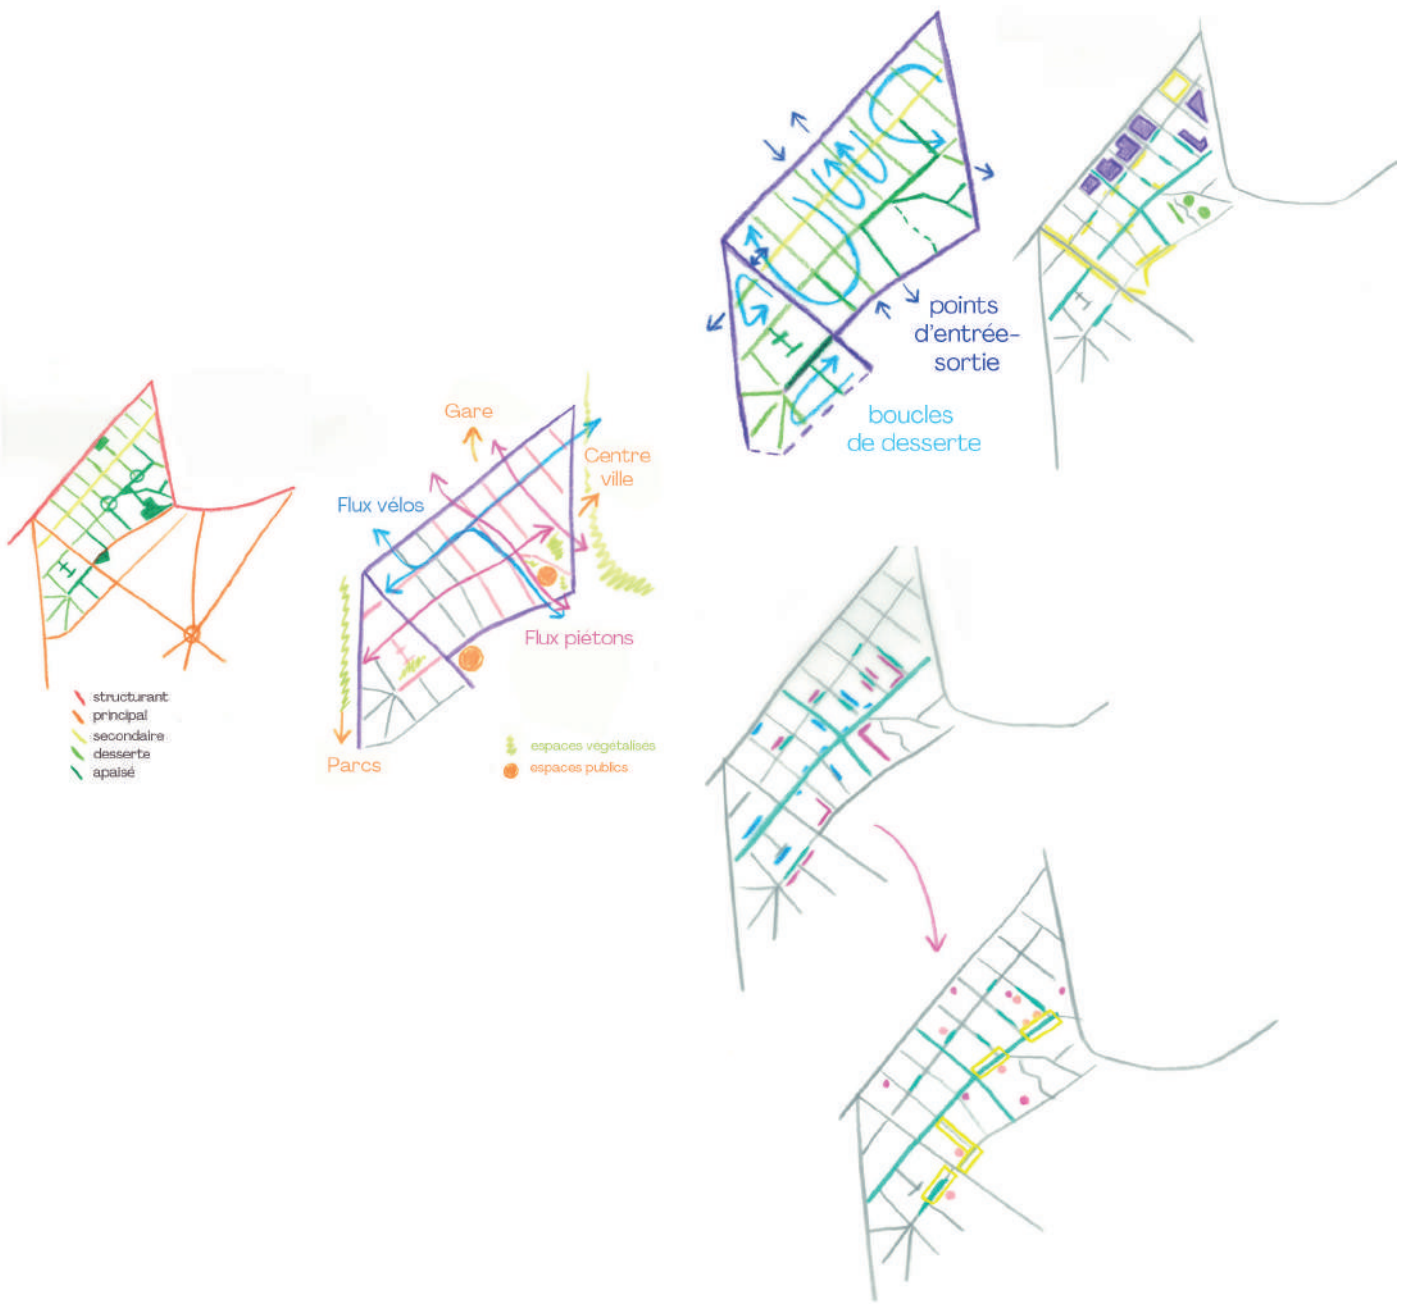 points
d'entrée-
sortie
boucles
de desserte
Gare
Centre
ville
Flux vélos
Flux piétons
Parcs
espaces vegétalisés
espaces publics
structurant
principal
secondaire
desserte
apaisé